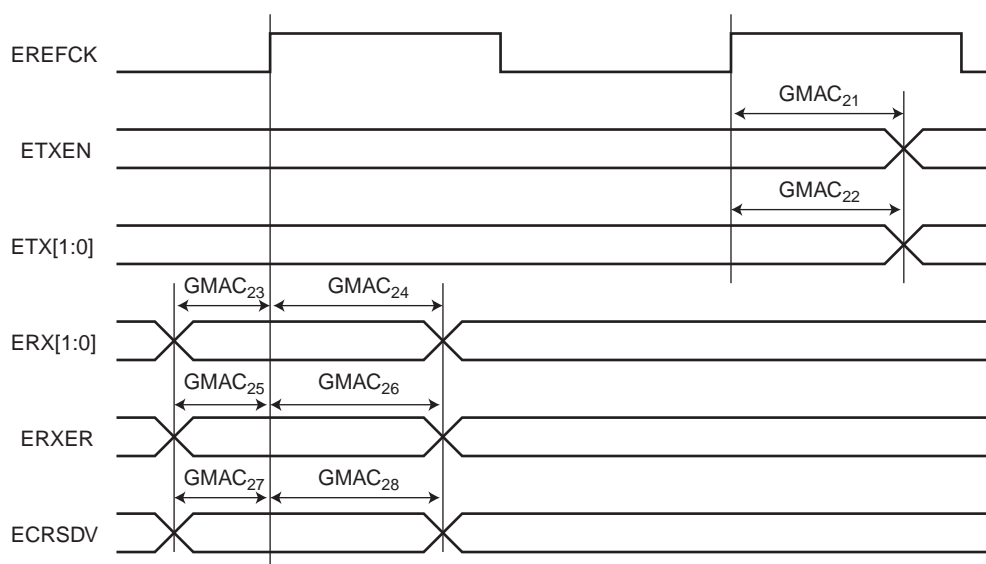 EREFCK
GMAC21
ETXEN
GMAC22
ETX[1:0]
GMAC23 GMAC24
ERX[1:0]
GMAC25 GMAC26
ERXER
GMAC27 GMAC28
ECRSDV